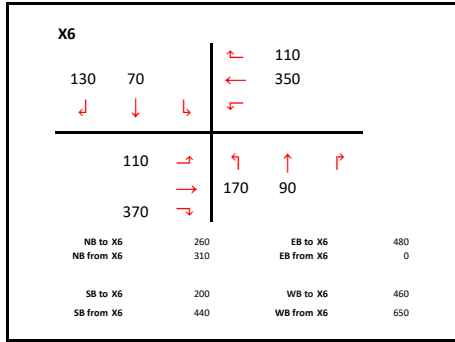 X6
110
130 70 350
110
170 90
370
NB to X6 260 EB to X6 480
NB from X6 310 EB from X6 0
SB to X6 200 WB to X6 460
SB from X6 440 WB from X6 650